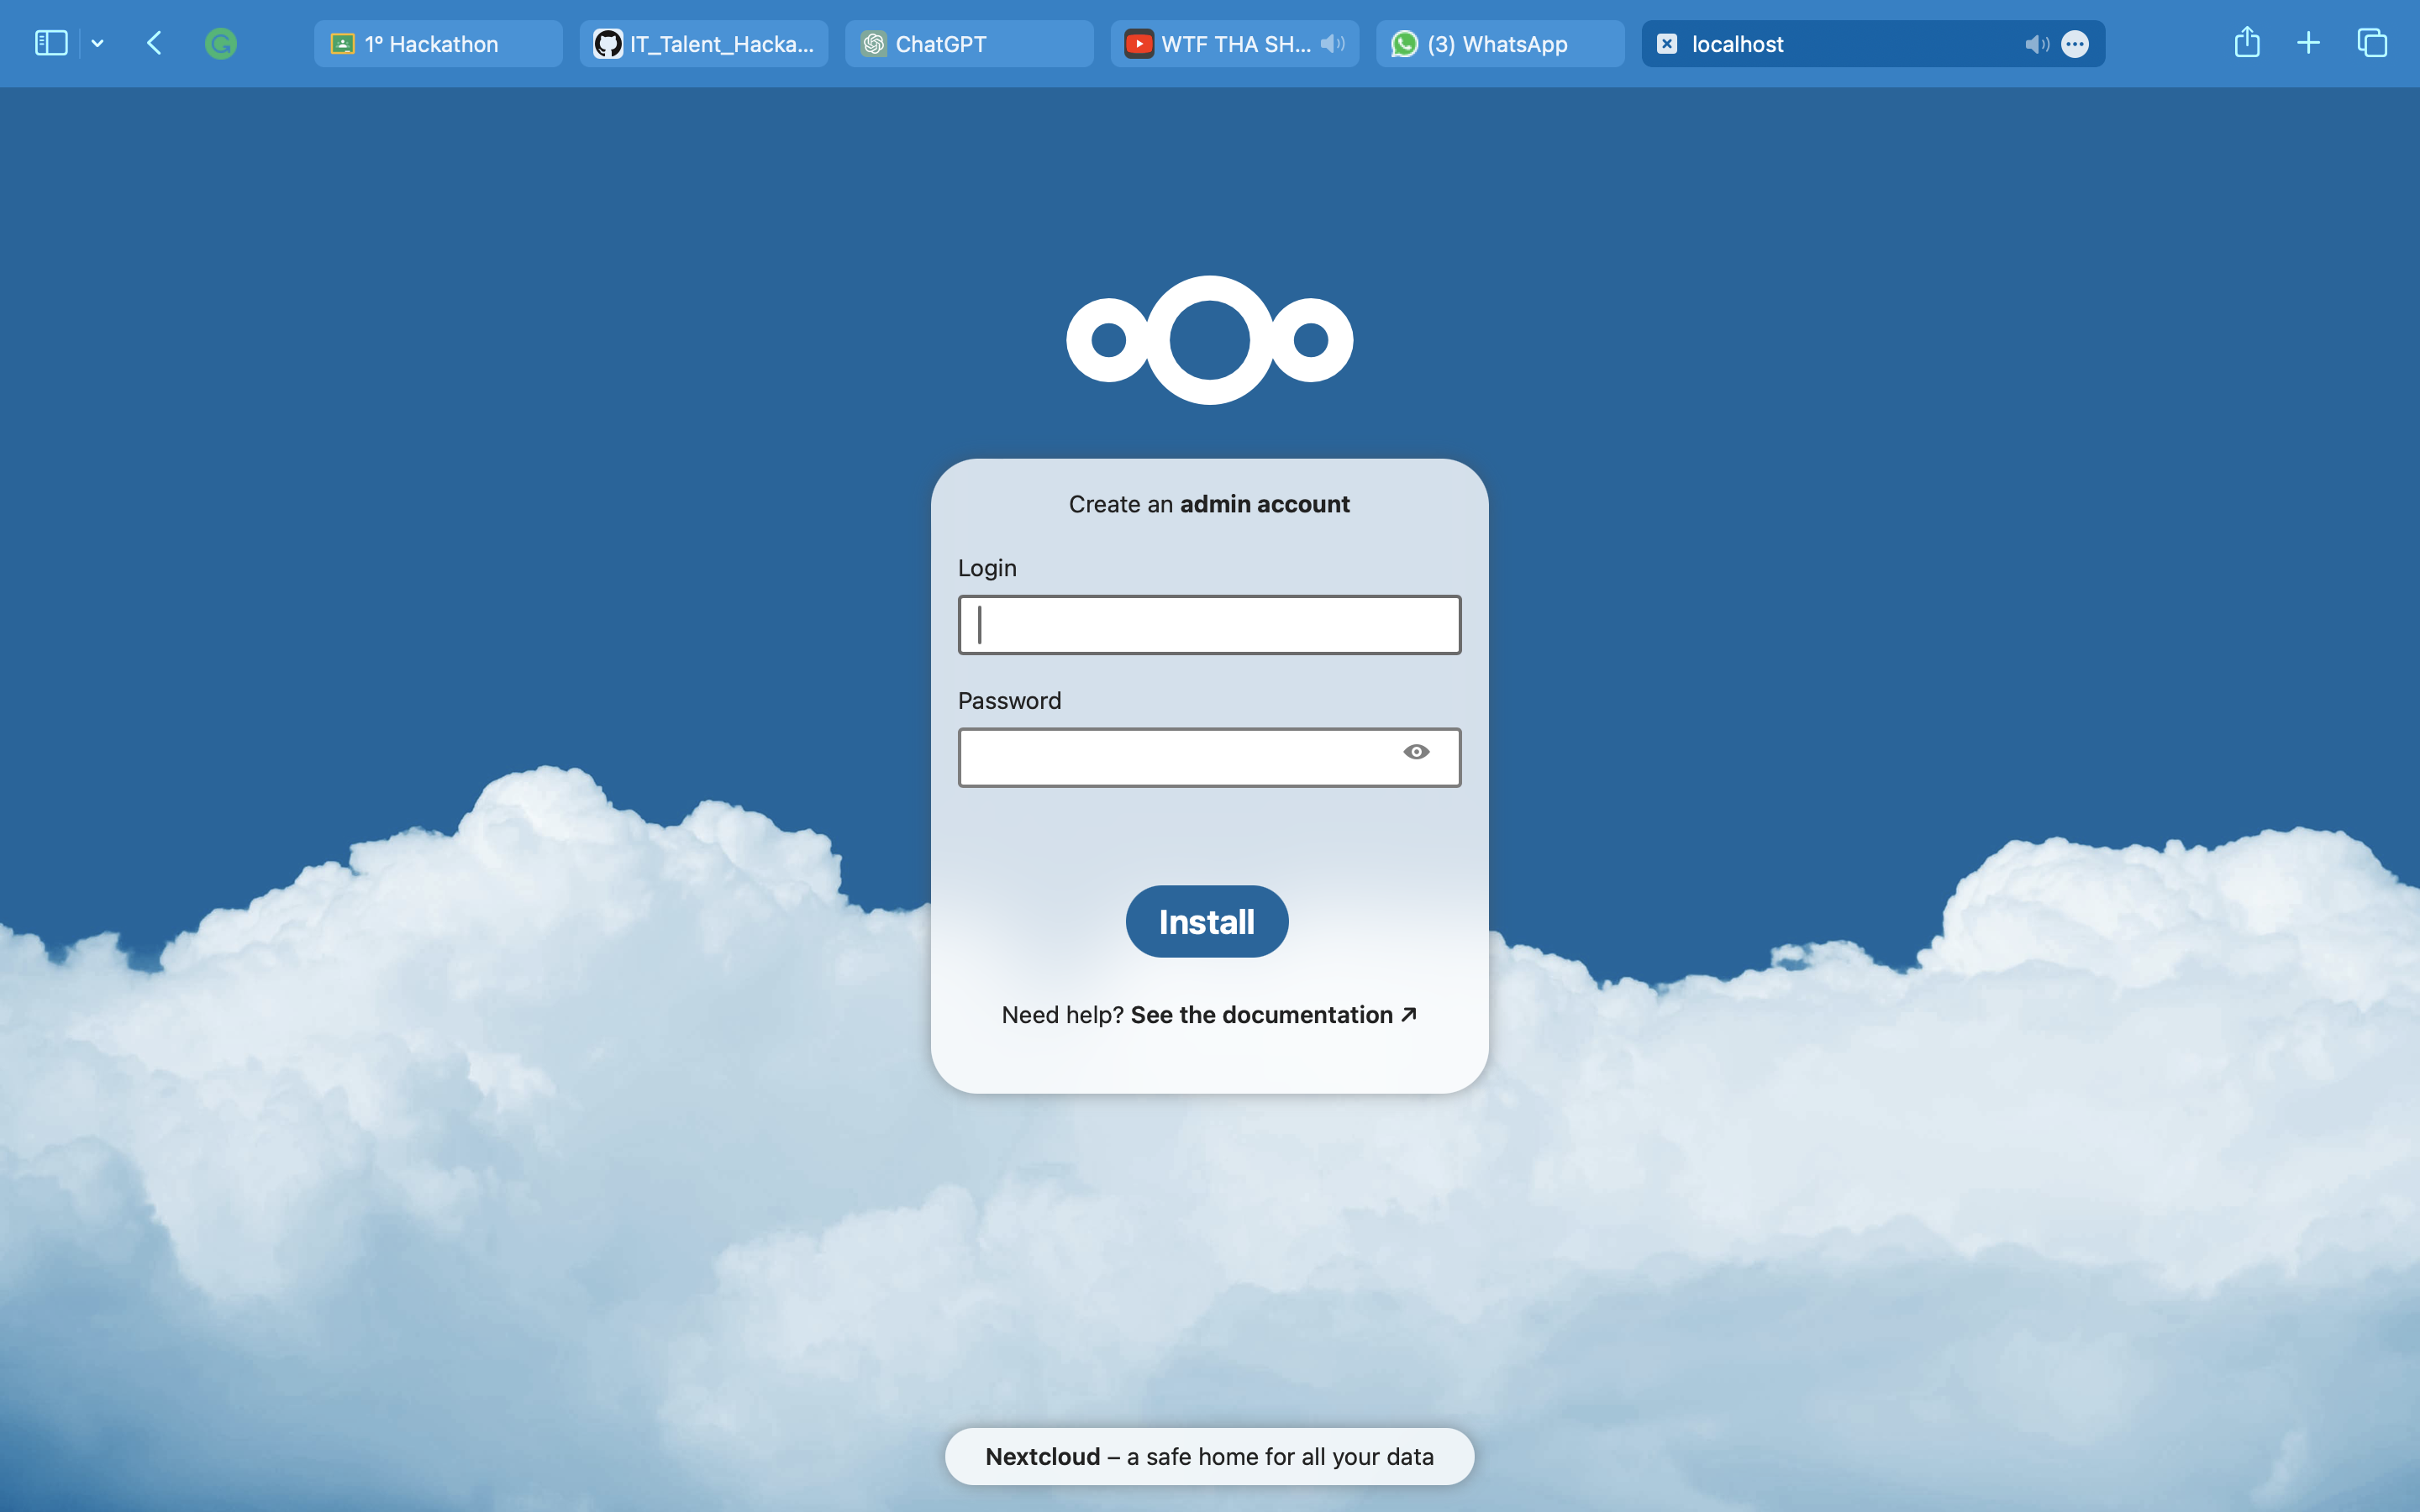 1º Hackathon
IT_Talent_Hacka...
ChatGPT
WTF THA SH...
(3) WhatsApp
localhost
Create an admin account
Login
Password
Install
Need help? See the documentation ↗
Nextcloud – a safe home for all your data